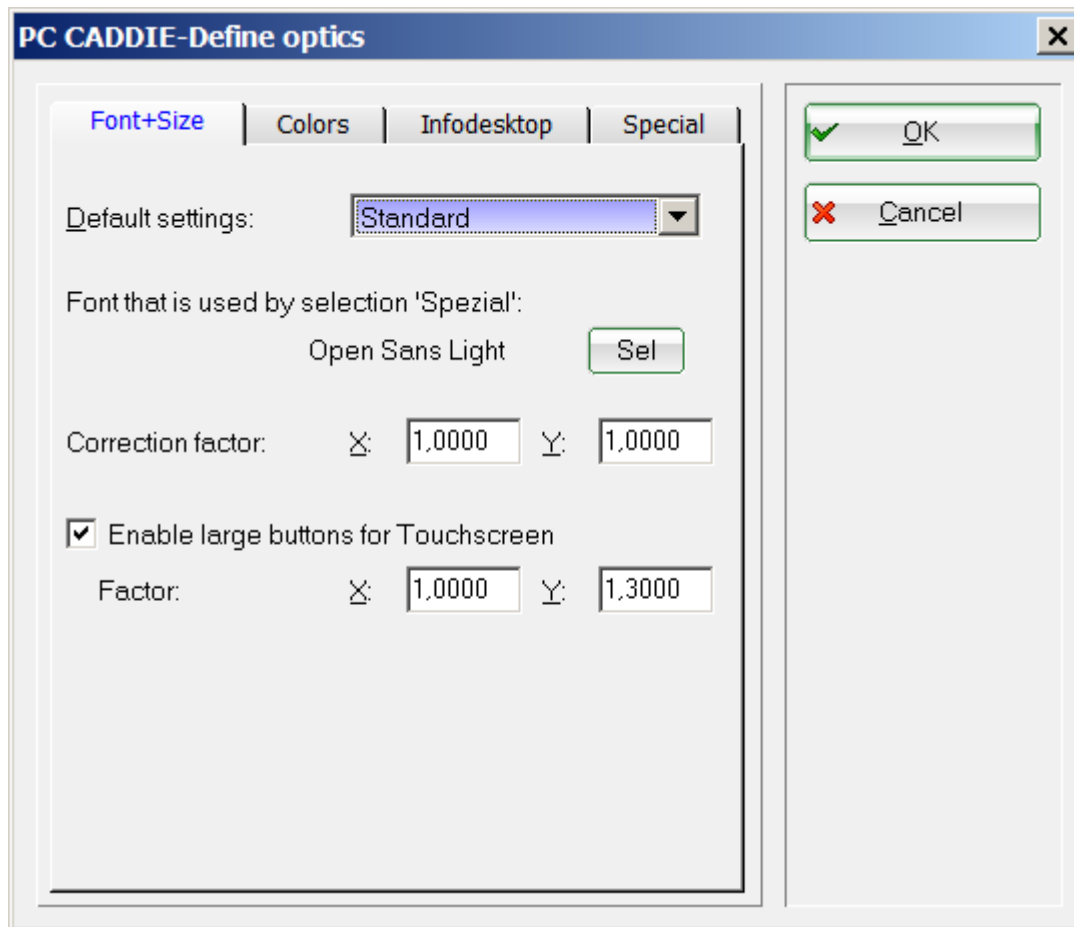 PC CADDIE-Define optics
Font+Size Colors Infodesktop Special
OK
Cancel
Default settings: Standard
Font that is used by selection 'Spezial':
Open Sans Light Sel
Correction factor: X: 1,0000 Y: 1,0000
Enable large buttons for Touchscreen
Factor: X: 1,0000 Y: 1,3000